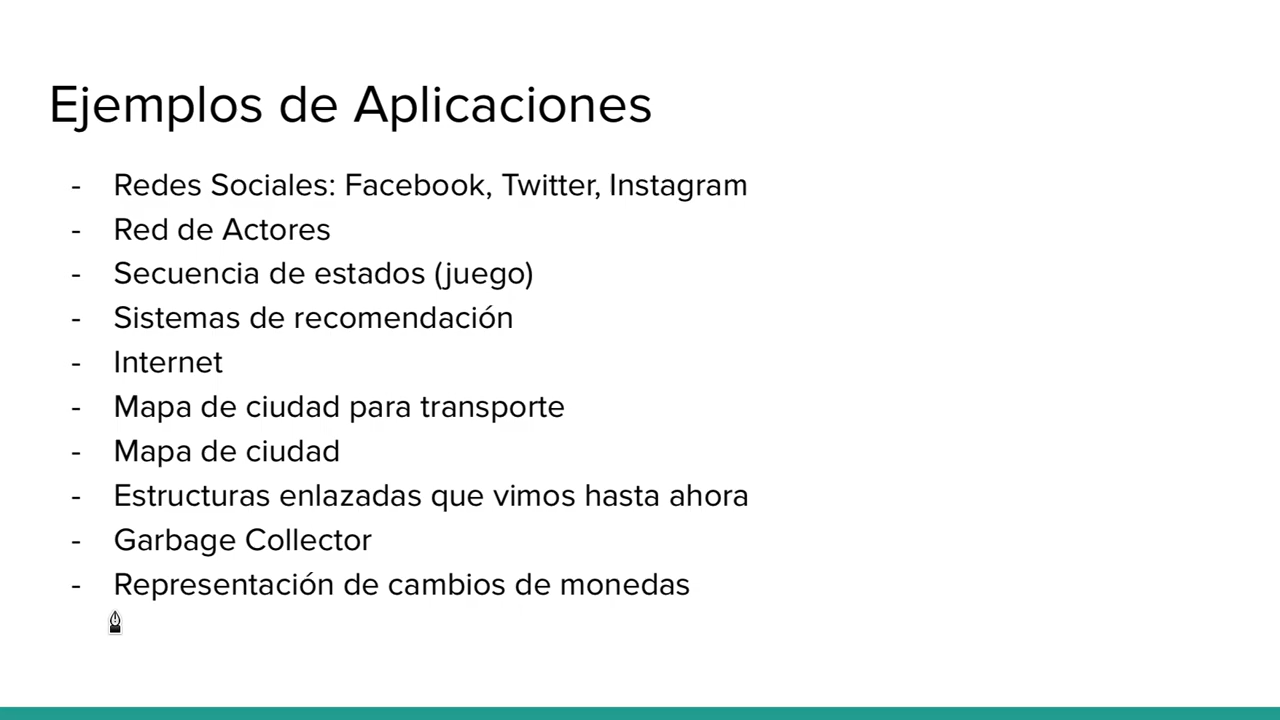 Ejemplos de Aplicaciones
- Redes Sociales: Facebook, Twitter, Instagram
- Red de Actores
- Secuencia de estados (juego)
- Sistemas de recomendación
- Internet
- Mapa de ciudad para transporte
- Mapa de ciudad
- Estructuras enlazadas que vimos hasta ahora
- Garbage Collector
- Representación de cambios de monedas